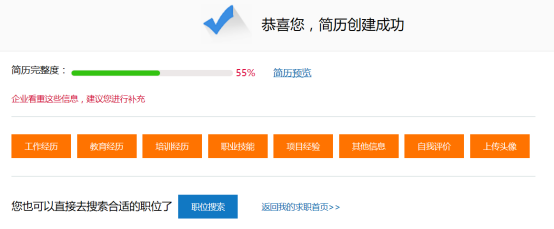 恭喜您，简历创建成功
简历完整度： 55% 简历预览
企业看重这些信息，建议您进行补充
工作经历 教育经历 培训经历 职业技能 项目经验 其他信息 自我评价 上传头像
您也可以直接去搜索合适的职位了 职位搜索 返回我的求职首页>>